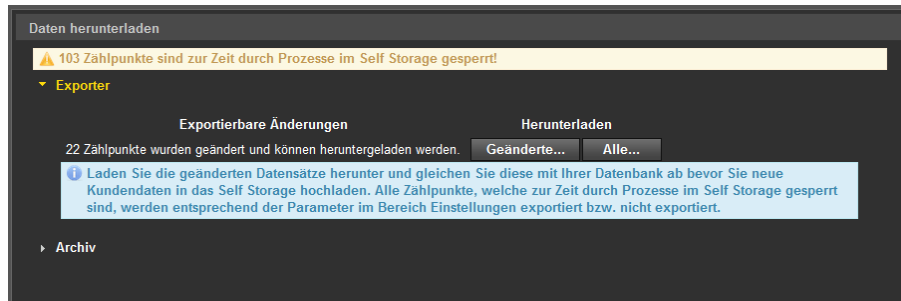 Daten herunterladen
103 Zählpunkte sind zur Zeit durch Prozesse im Self Storage gesperrt!
Exporter
Exportierbare Änderungen Herunterladen
22 Zählpunkte wurden geändert und können heruntergeladen werden. Geänderte... Alle...
Laden Sie die geänderten Datensätze herunter und gleichen Sie diese mit Ihrer Datenbank ab bevor Sie neue
Kundendaten in das Self Storage hochladen. Alle Zählpunkte, welche zur Zeit durch Prozesse im Self Storage gesperrt
sind, werden entsprechend der Parameter im Bereich Einstellungen exportiert bzw. nicht exportiert.
Archiv